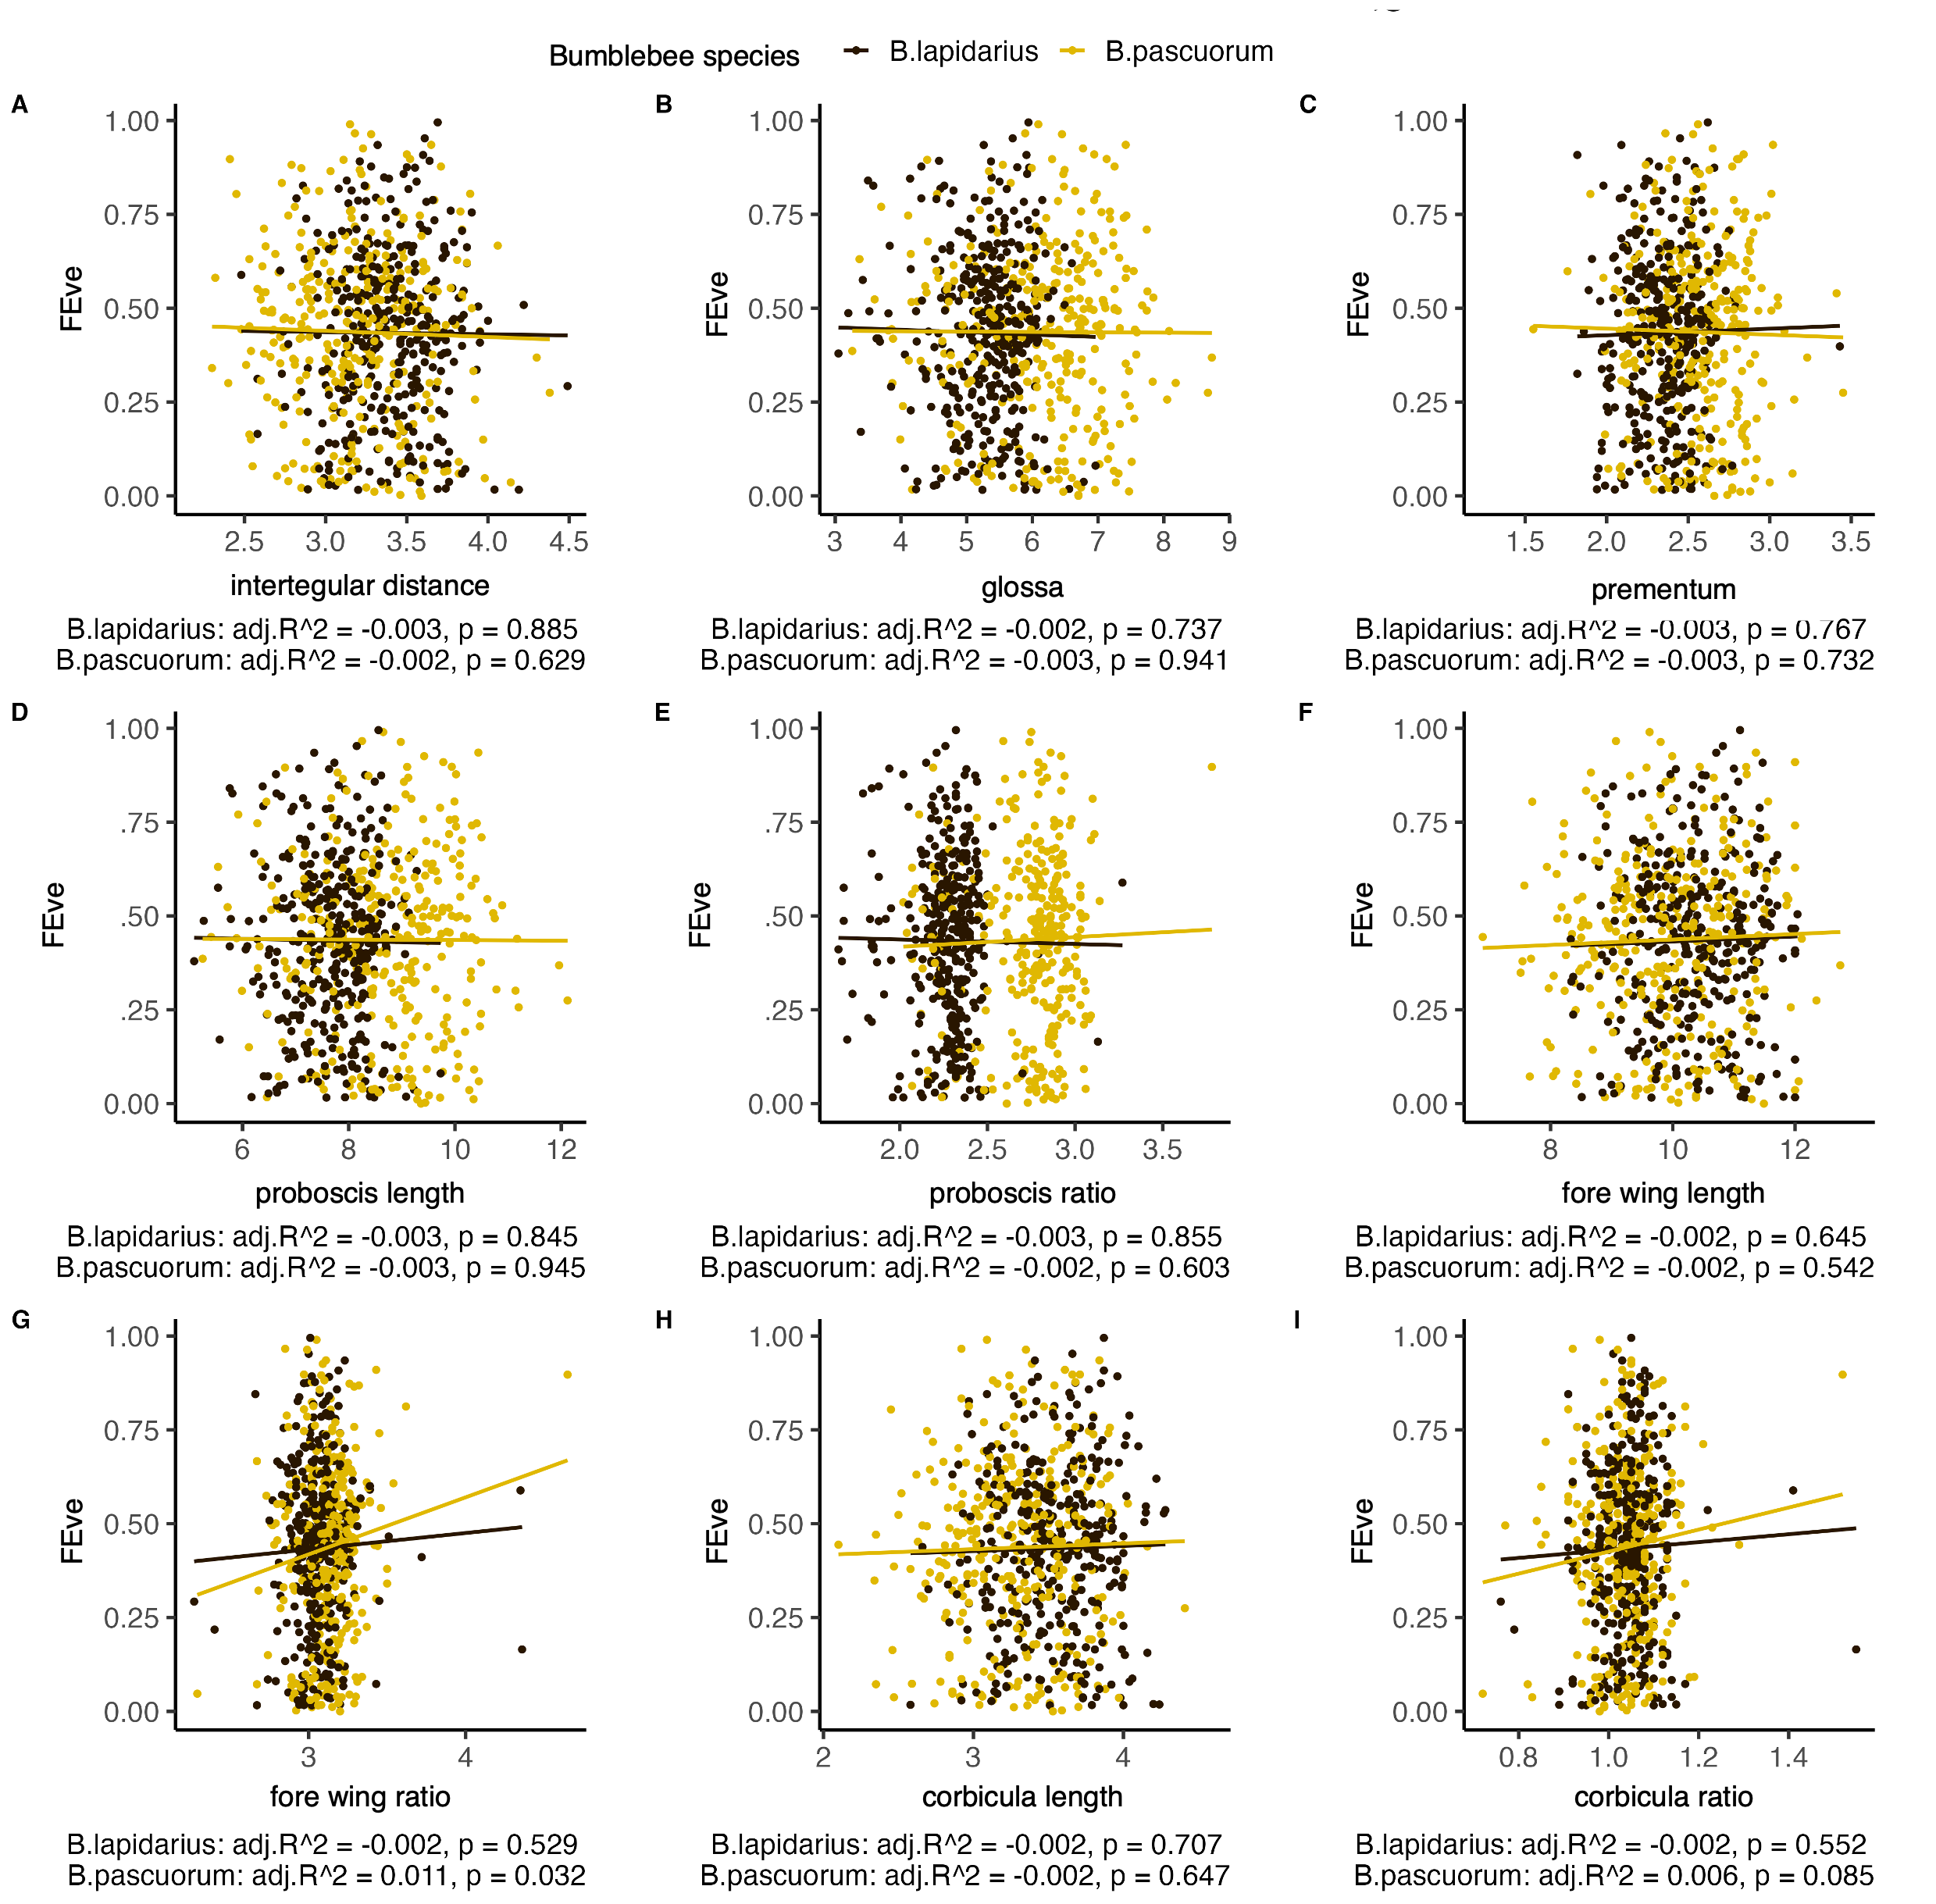 Bumblebee species B.lapidarius B.pascuorum
A B C
1.00 1.00 1.00
0.75 0.75 0.75
FEve 0.50 FEve 0.50 FEve 0.50
0.25 0.25 0.25
0.00 0.00 0.00
2.5 3.0 3.5 4.0 4.5 3 4 5 6 7 8 9 1.5 2.0 2.5 3.0 3.5
intertegular distance glossa prementum
B.lapidarius: adj.R^2 = -0.003, p = 0.885 B.lapidarius: adj.R^2 = -0.002, p = 0.737 B.lapidarius: adj.R^2 = -0.003, p = 0.767
B.pascuorum: adj.R^2 = -0.002, p = 0.629 B.pascuorum: adj.R^2 = -0.003, p = 0.941 B.pascuorum: adj.R^2 = -0.003, p = 0.732
D E F
1.00 1.00 1.00
.75 .75 0.75
FEve .50 FEve .50 FEve 0.50
.25 .25 0.25
0.00 0.00 0.00
6 8 10 12 2.0 2.5 3.0 3.5 8 10 12
proboscis length proboscis ratio fore wing length
B.lapidarius: adj.R^2 = -0.003, p = 0.845 B.lapidarius: adj.R^2 = -0.003, p = 0.855 B.lapidarius: adj.R^2 = -0.002, p = 0.645
B.pascuorum: adj.R^2 = -0.003, p = 0.945 B.pascuorum: adj.R^2 = -0.002, p = 0.603 B.pascuorum: adj.R^2 = -0.002, p = 0.542
G H I
1.00 1.00 1.00
0.75 0.75 0.75
FEve 0.50 FEve 0.50 FEve 0.50
0.25 0.25 0.25
0.00 0.00 0.00
3 4 2 3 4 0.8 1.0 1.2 1.4
fore wing ratio corbicula length corbicula ratio
B.lapidarius: adj.R^2 = -0.002, p = 0.529 B.lapidarius: adj.R^2 = -0.002, p = 0.707 B.lapidarius: adj.R^2 = -0.002, p = 0.552
B.pascuorum: adj.R^2 = 0.011, p = 0.032 B.pascuorum: adj.R^2 = -0.002, p = 0.647 B.pascuorum: adj.R^2 = 0.006, p = 0.085